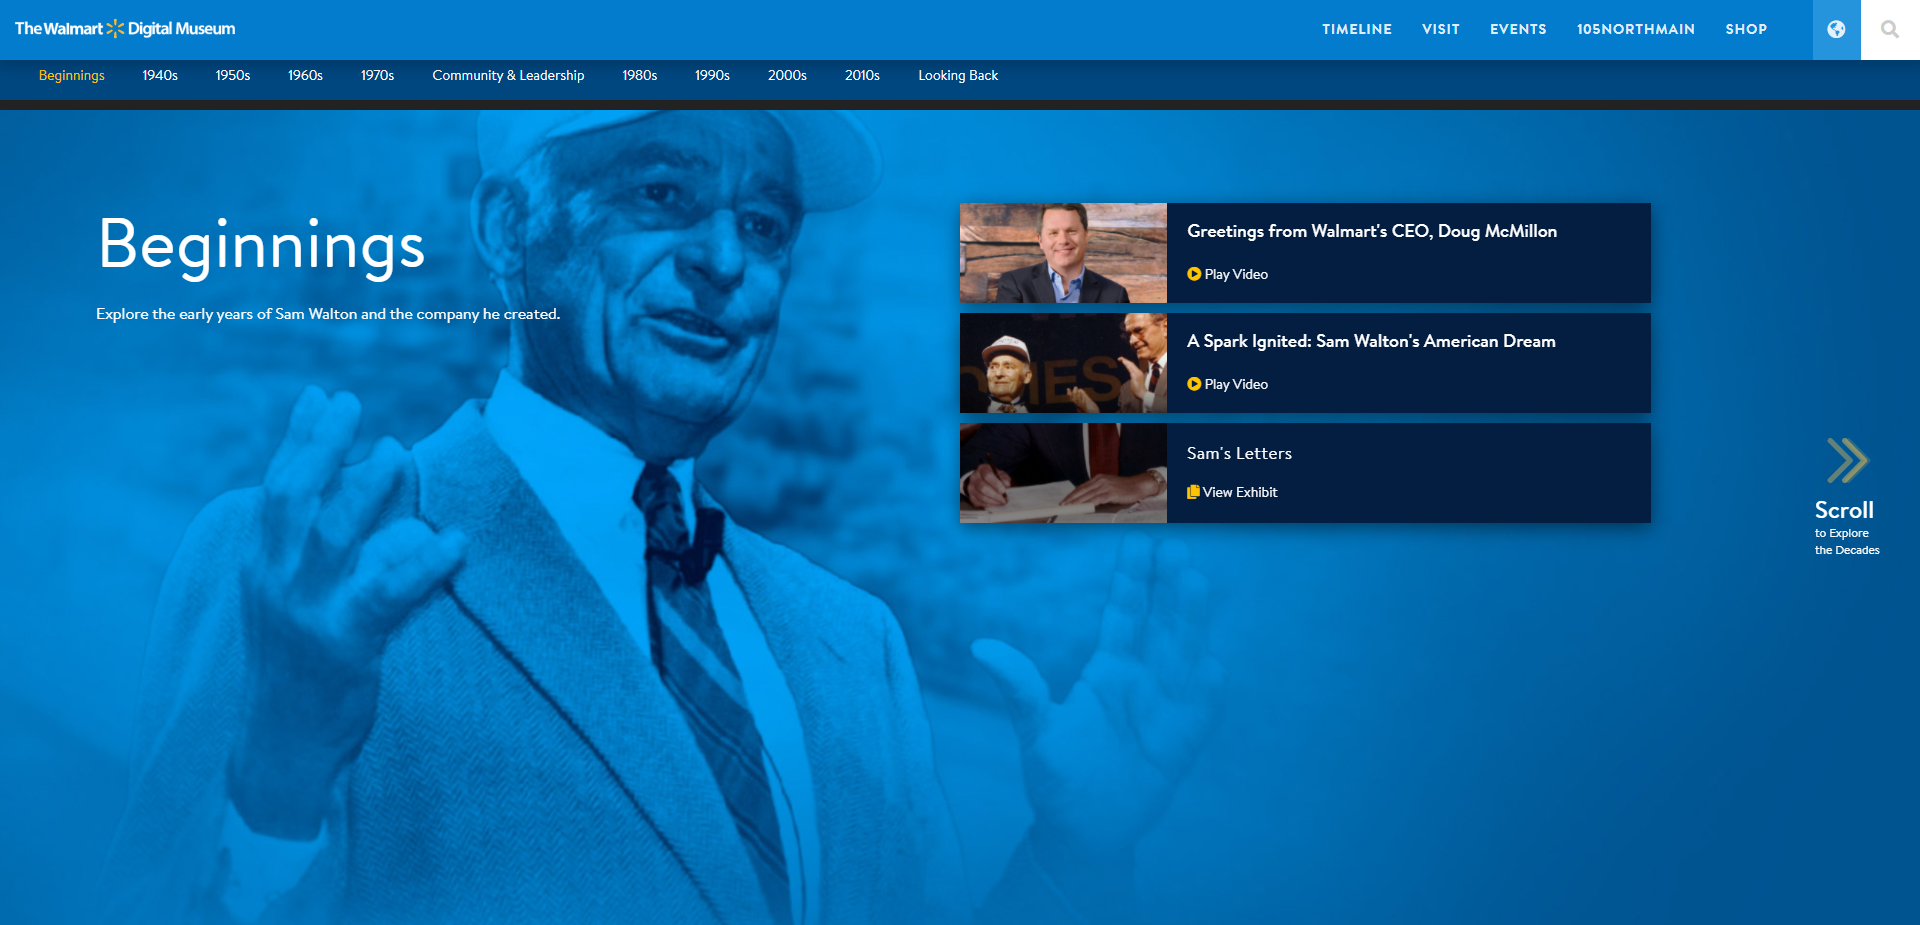 The Walmart Digital Museum
TIMELINE VISIT EVENTS 105NORTHMAIN SHOP
Beginnings 1940s 1950s 1960s 1970s Community & Leadership 1980s 1990s 2000s 2010s Looking Back
Beginnings
Explore the early years of Sam Walton and the company he created.
Greetings from Walmart's CEO, Doug McMillon
Play Video
A Spark Ignited: Sam Walton's American Dream
Play Video
Sam's Letters
View Exhibit
Scroll
to Explore
the Decades